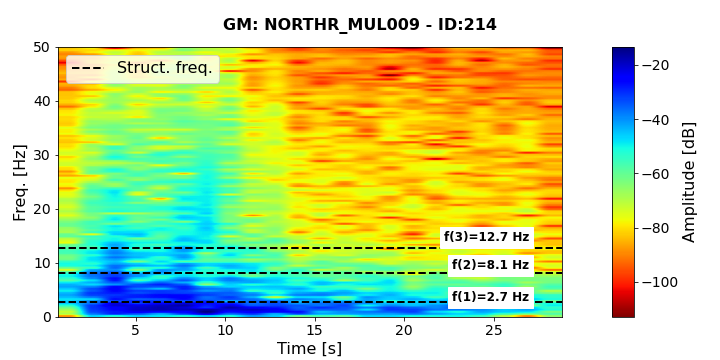 GM: NORTHR_MUL009 - ID:214
Struct. freq.
50
40
30
20
10
0
Freq. [Hz]
f(3)=12.7 Hz
f(2)=8.1 Hz
f(1)=2.7 Hz
5
10
15
20
25
Time [s]
−20
−40
−60
−80
−100
Amplitude [dB]